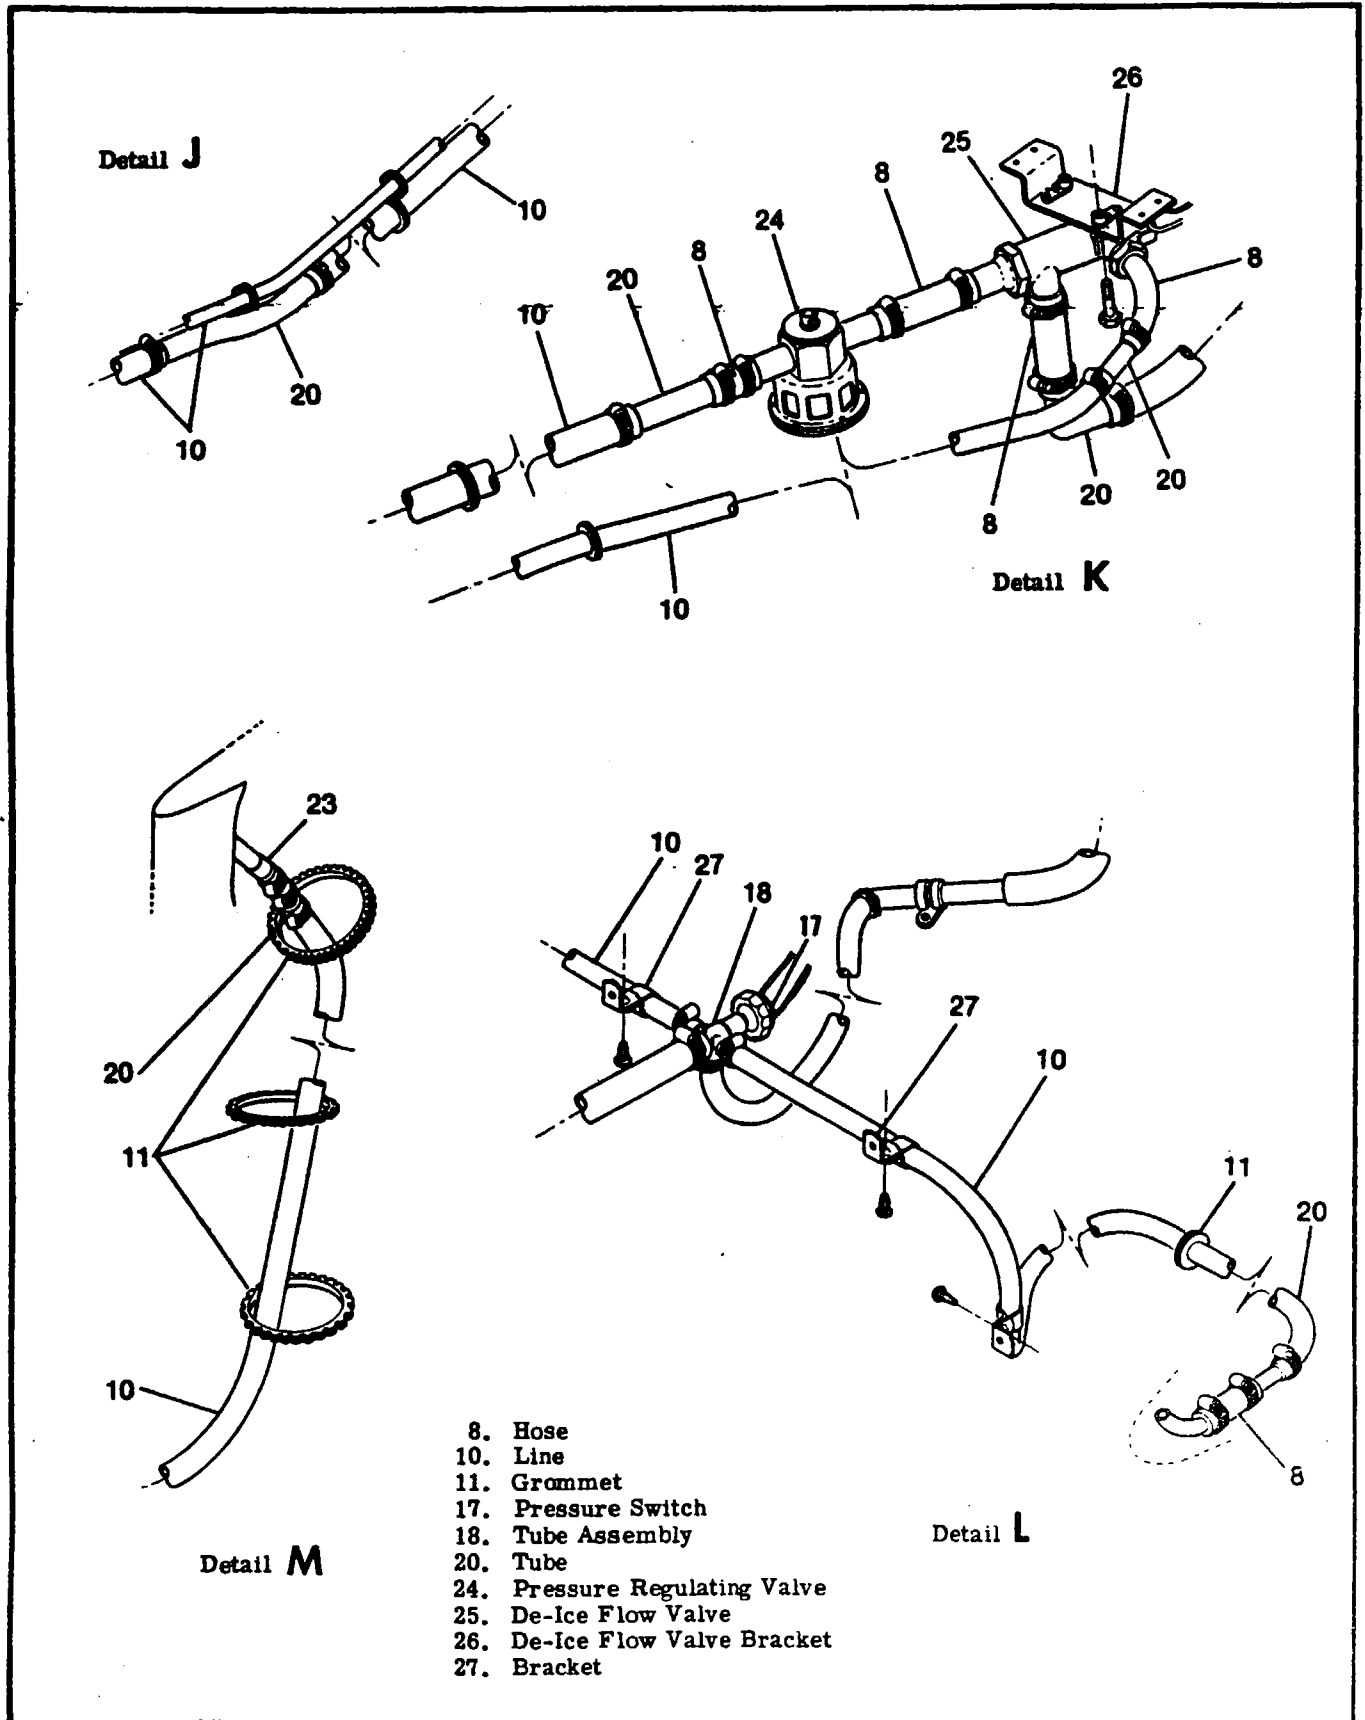 Detail J
10
20
10
26
25
8
24
8
20
10
8
8
20
20
10
Detail K
23
20
11
10
Detail M
10
27
18
17
27
10
11
20
8
Detail L
8. Hose
10. Line
11. Grommet
17. Pressure Switch
18. Tube Assembly
20. Tube
24. Pressure Regulating Valve
25. De-Ice Flow Valve
26. De-Ice Flow Valve Bracket
27. Bracket